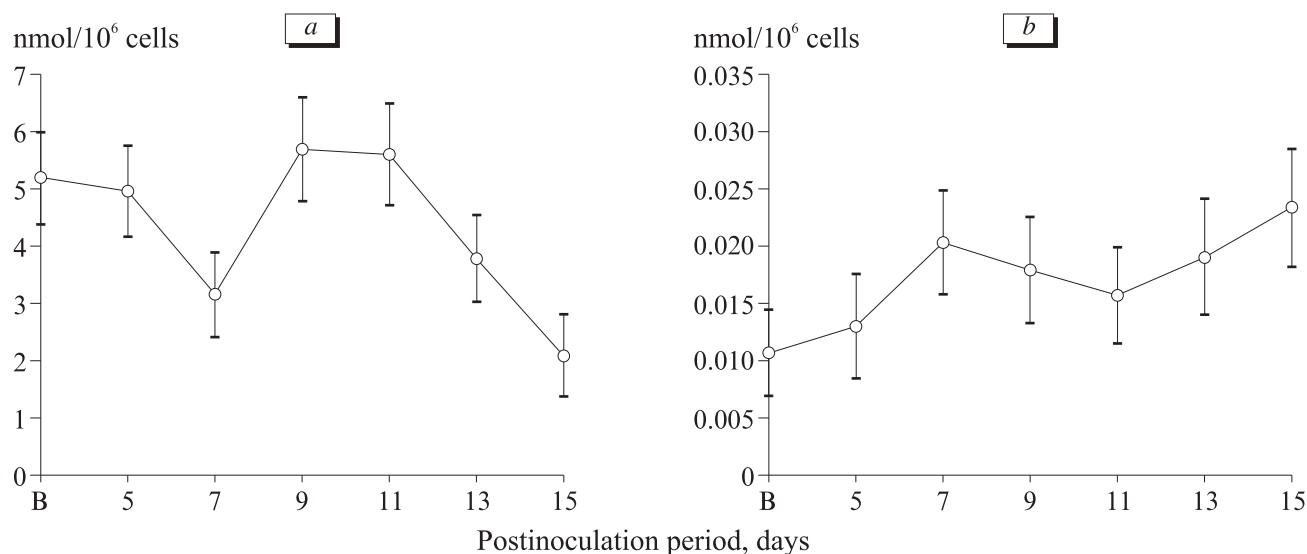 a
nmol/10⁶ cells
7
6
5
4
3
2
1
0
B 5 7 9 11 13 15
b
nmol/10⁶ cells
0.035
0.030
0.025
0.020
0.015
0.010
0.005
0
B 5 7 9 11 13 15
Postinoculation period, days